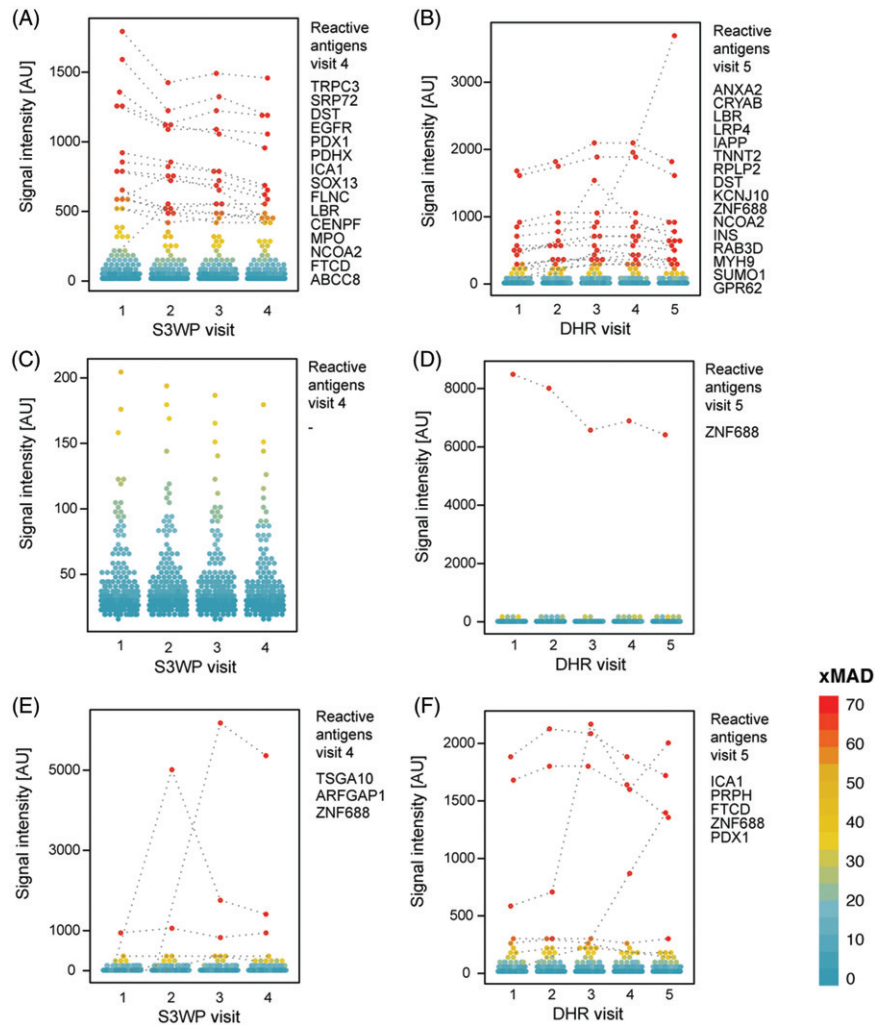 (A)
Signal intensity [AU]
1500
1000
500
0
1 2 3 4
S3WP visit
Reactive
antigens
visit 4
TRPC3
SRP72
DST
EGFR
PDX1
PDHX
ICA1
SOX13
FLNC
LBR
CENPF
MPO
NCOA2
FTCD
ABCC8
(B)
Signal intensity [AU]
3000
2000
1000
0
1 2 3 4 5
DHR visit
Reactive
antigens
visit 5
ANXA2
CRYAB
LBR
LRP4
IAPP
TNNT2
RPLP2
DST
KCNJ10
ZNF688
NCOA2
INS
RAB3D
MYH9
SUMO1
GPR62
(C)
Signal intensity [AU]
200
150
100
50
1 2 3 4
S3WP visit
Reactive
antigens
visit 4
-
(D)
Signal intensity [AU]
8000
6000
4000
2000
0
1 2 3 4 5
DHR visit
Reactive
antigens
visit 5
ZNF688
(E)
Signal intensity [AU]
5000
3000
1000
0
1 2 3 4
S3WP visit
Reactive
antigens
visit 4
TSGA10
ARFGAP1
ZNF688
(F)
Signal intensity [AU]
2000
1500
1000
500
0
1 2 3 4 5
DHR visit
Reactive
antigens
visit 5
ICA1
PRPH
FTCD
ZNF688
PDX1
xMAD
70
60
50
40
30
20
10
0